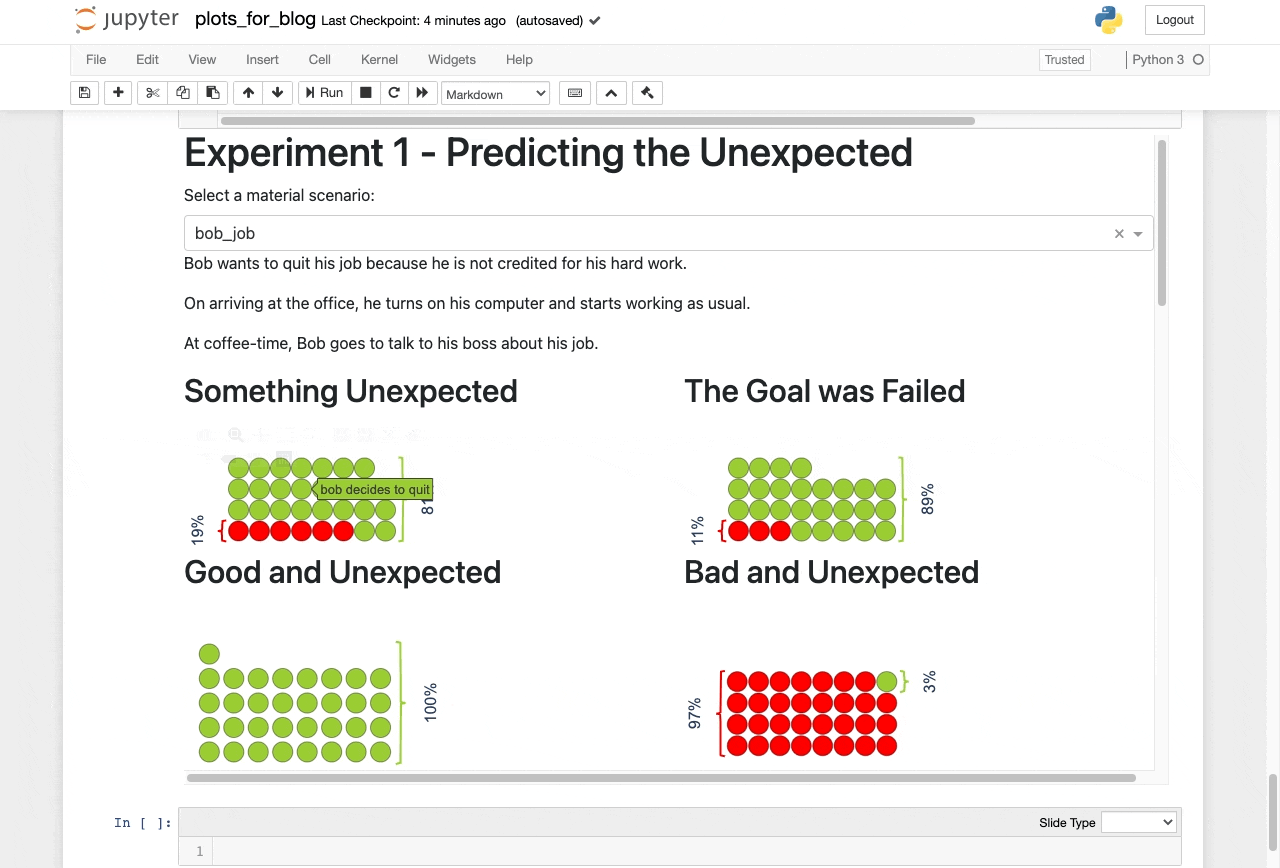 jupyter plots_for_blog Last Checkpoint: 4 minutes ago (autosaved)
Logout
File Edit View Insert Cell Kernel Widgets Help
Trusted
Python 3
Run
Markdown
Experiment 1 - Predicting the Unexpected
Select a material scenario:
bob_job
Bob wants to quit his job because he is not credited for his hard work.
On arriving at the office, he turns on his computer and starts working as usual.
At coffee-time, Bob goes to talk to his boss about his job.
Something Unexpected
The Goal was Failed
bob decides to quit
19%
11%
89%
Good and Unexpected
Bad and Unexpected
100%
97%
3%
In [ ]:
Slide Type
1